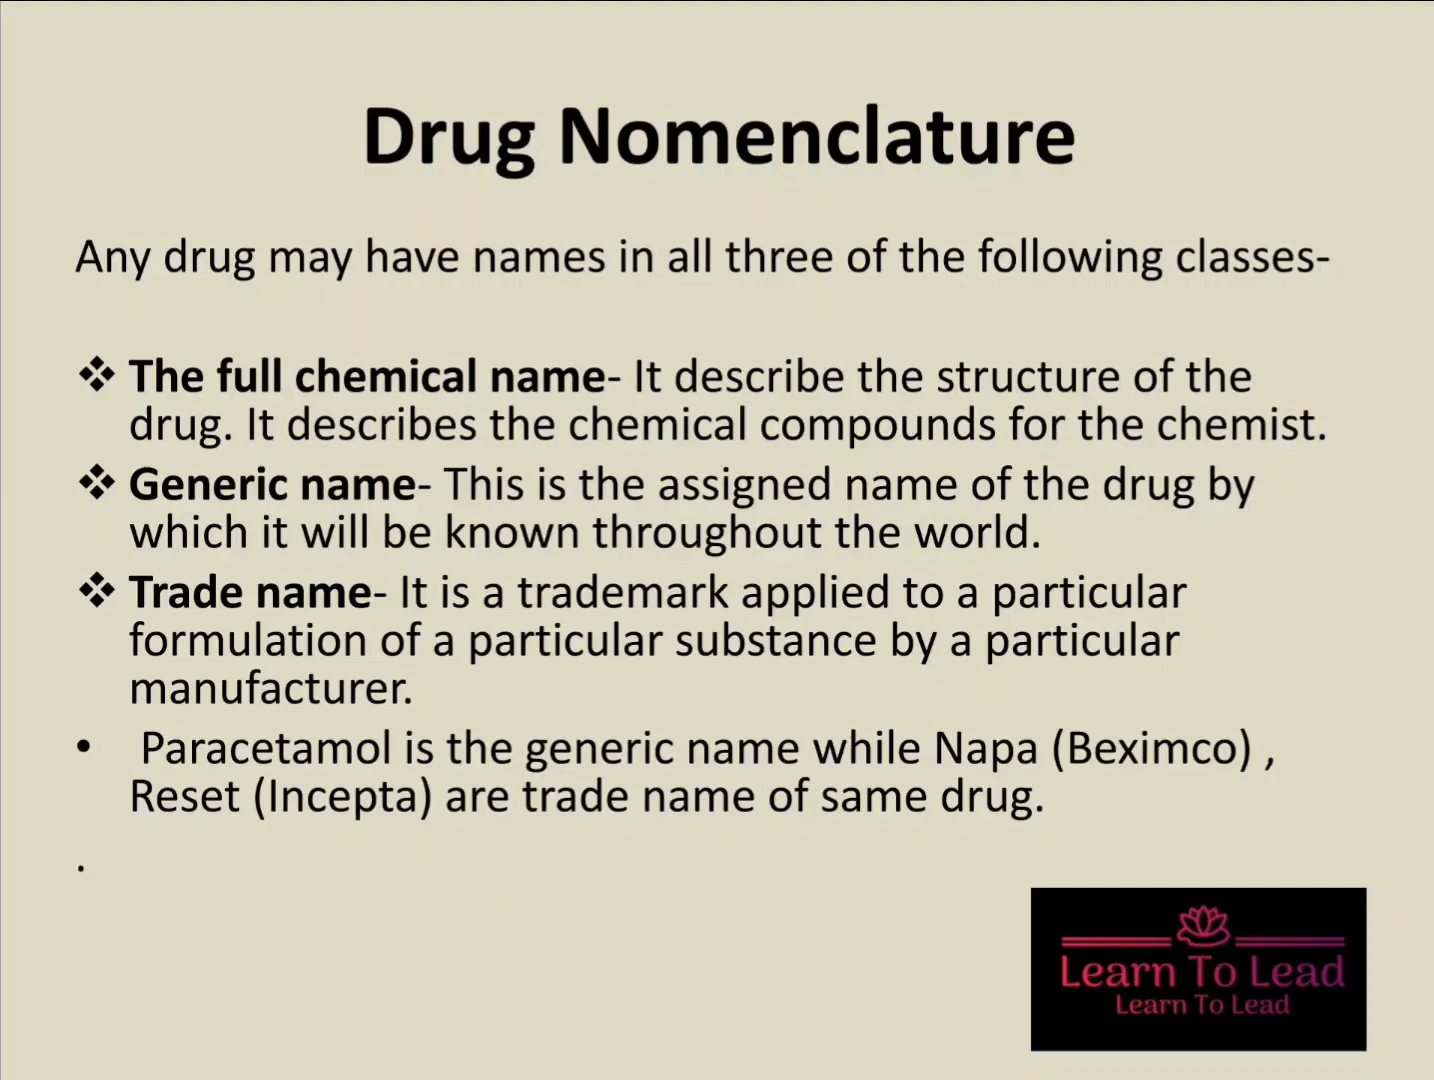 Drug Nomenclature
Any drug may have names in all three of the following classes-
❖ The full chemical name- It describe the structure of the
drug. It describes the chemical compounds for the chemist.
❖ Generic name- This is the assigned name of the drug by
which it will be known throughout the world.
❖ Trade name- It is a trademark applied to a particular
formulation of a particular substance by a particular
manufacturer.
• Paracetamol is the generic name while Napa (Beximco) ,
Reset (Incepta) are trade name of same drug.
.
Learn To Lead
Learn To Lead